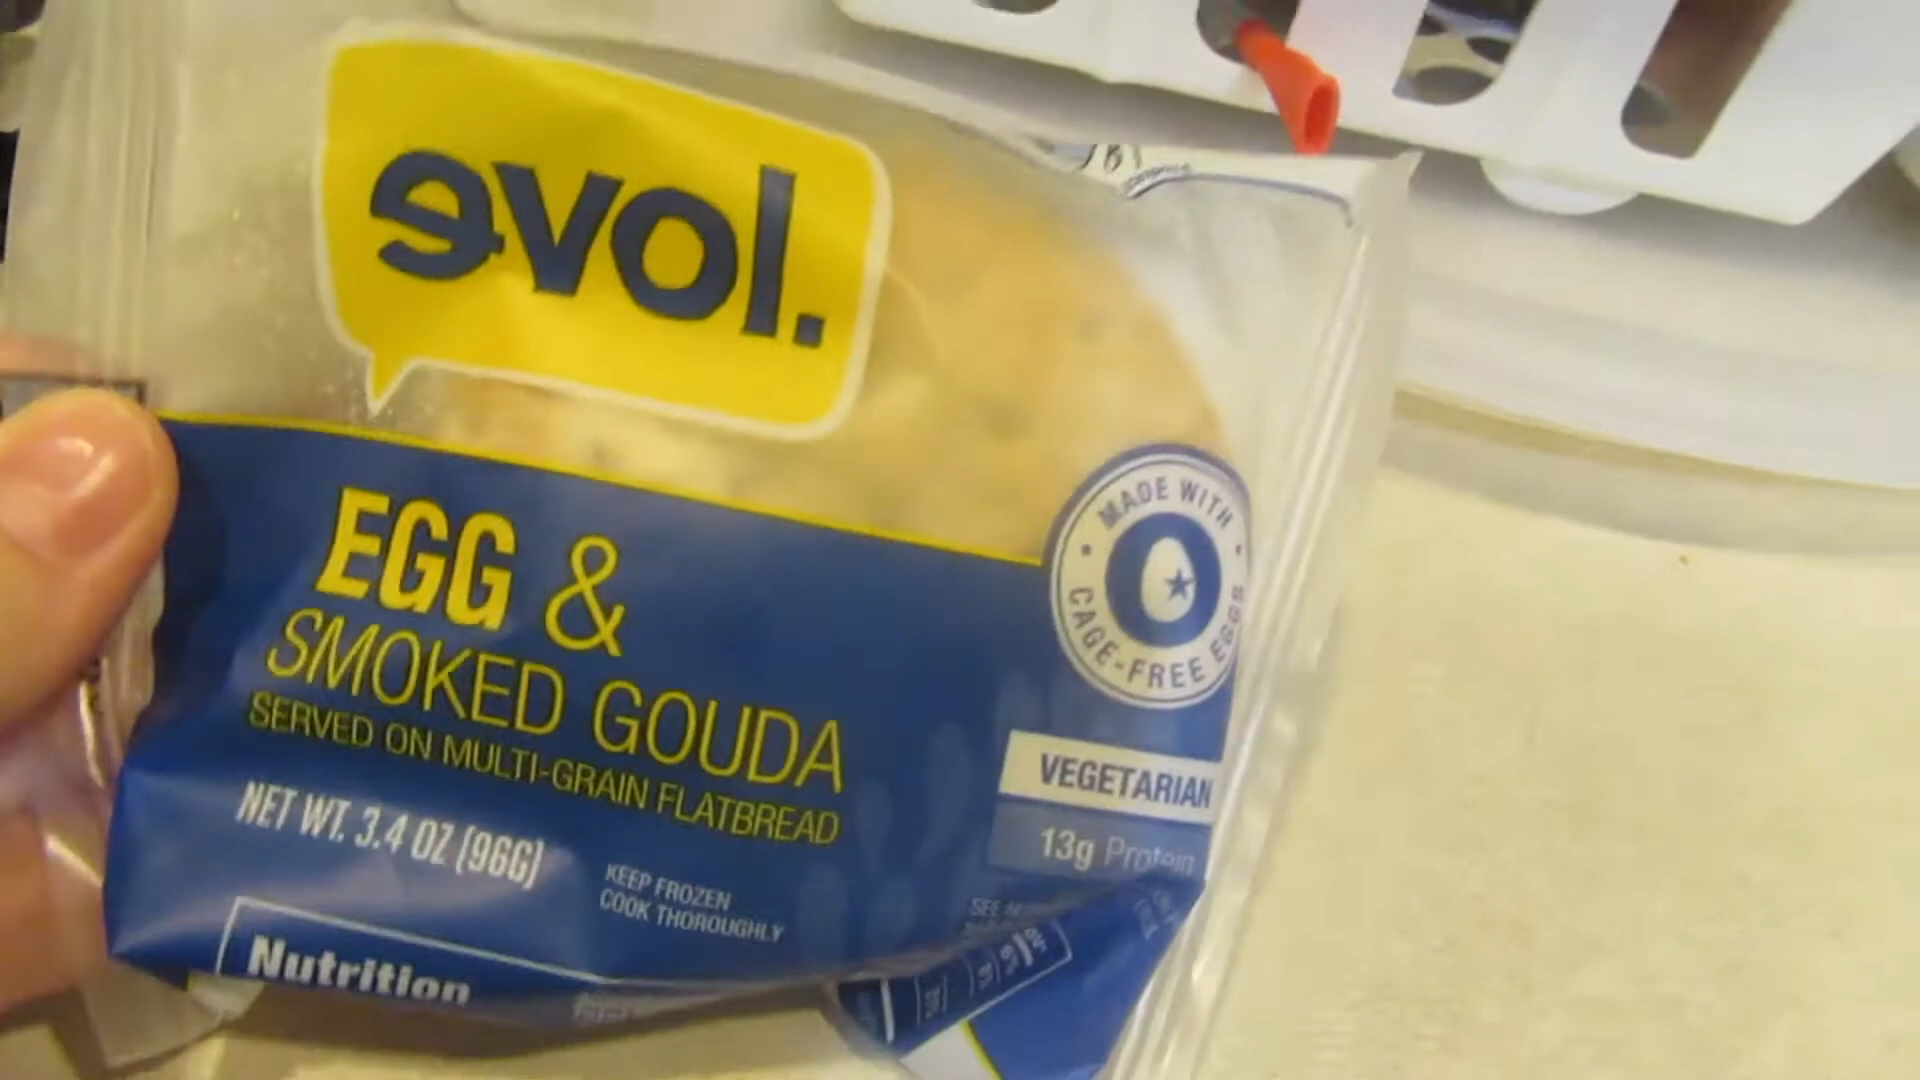 evol.
EGG &
SMOKED GOUDA
SERVED ON MULTI-GRAIN FLATBREAD
NET WT. 3.4 OZ (96G)
KEEP FROZEN
COOK THOROUGHLY
MADE WITH
CAGE-FREE EGGS
VEGETARIAN
13g Protein
SEE
Nutrition